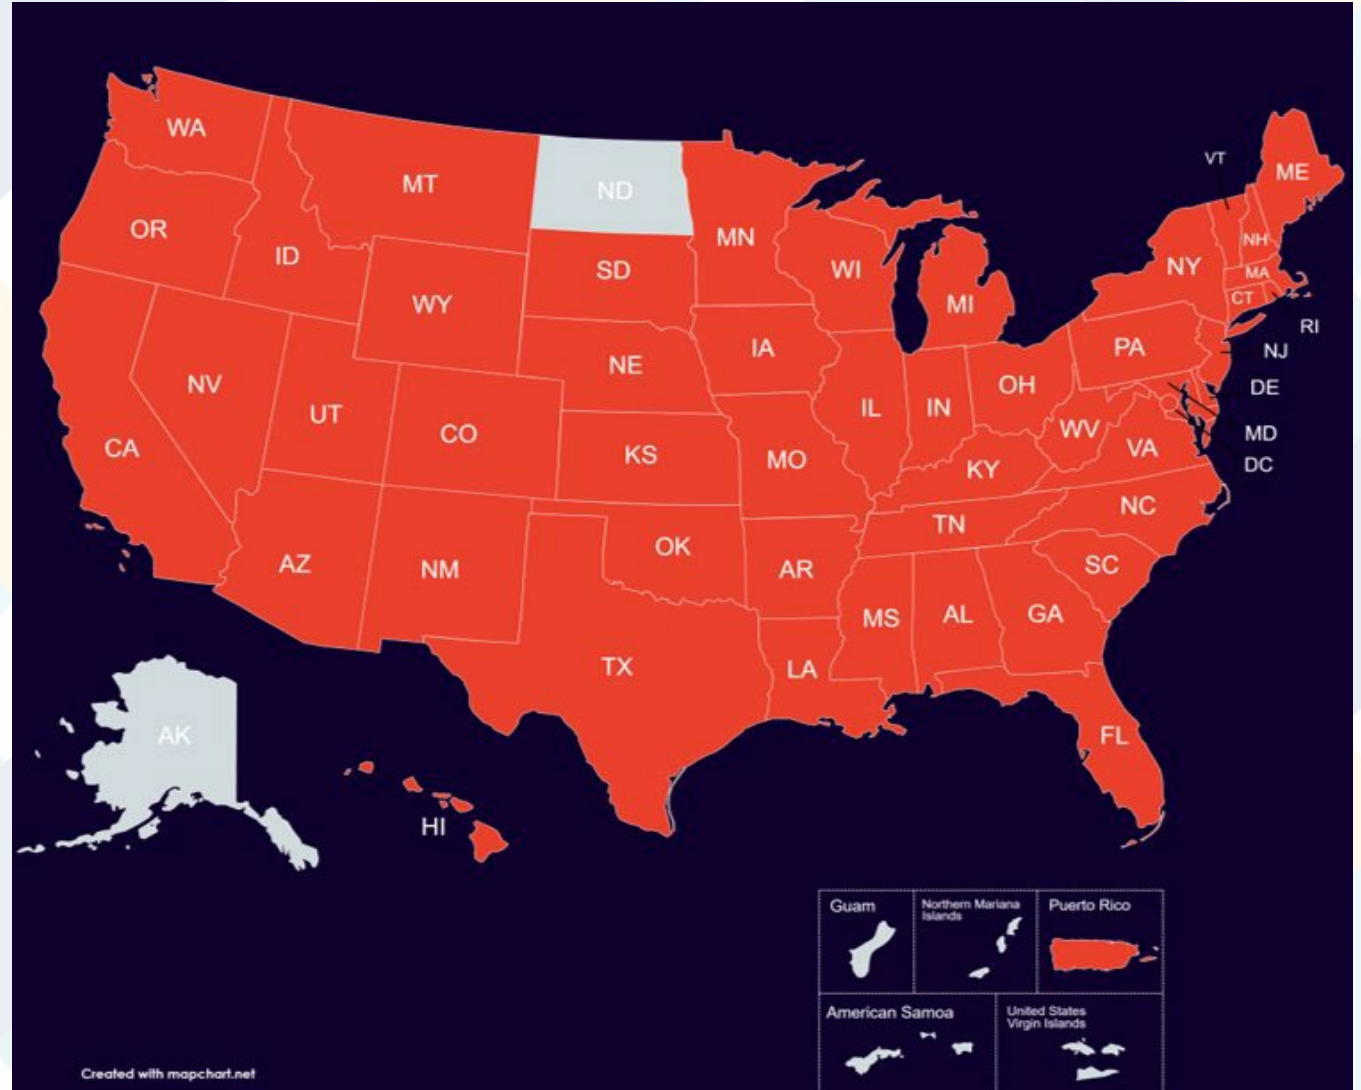 WA
MT
ND
VT
ME
OR
ID
MN
NH
SD
WI
NY
MA
WY
MI
CT
RI
IA
PA
NJ
NE
NV
OH
DE
UT
IL
IN
CO
WV
MD
CA
KS
MO
KY
VA
DC
NC
TN
OK
AZ
NM
AR
SC
MS
AL
GA
TX
LA
AK
FL
HI
Guam
Northern Mariana
Islands
Puerto Rico
American Samoa
United States
Virgin Islands
Created with mapchart.net